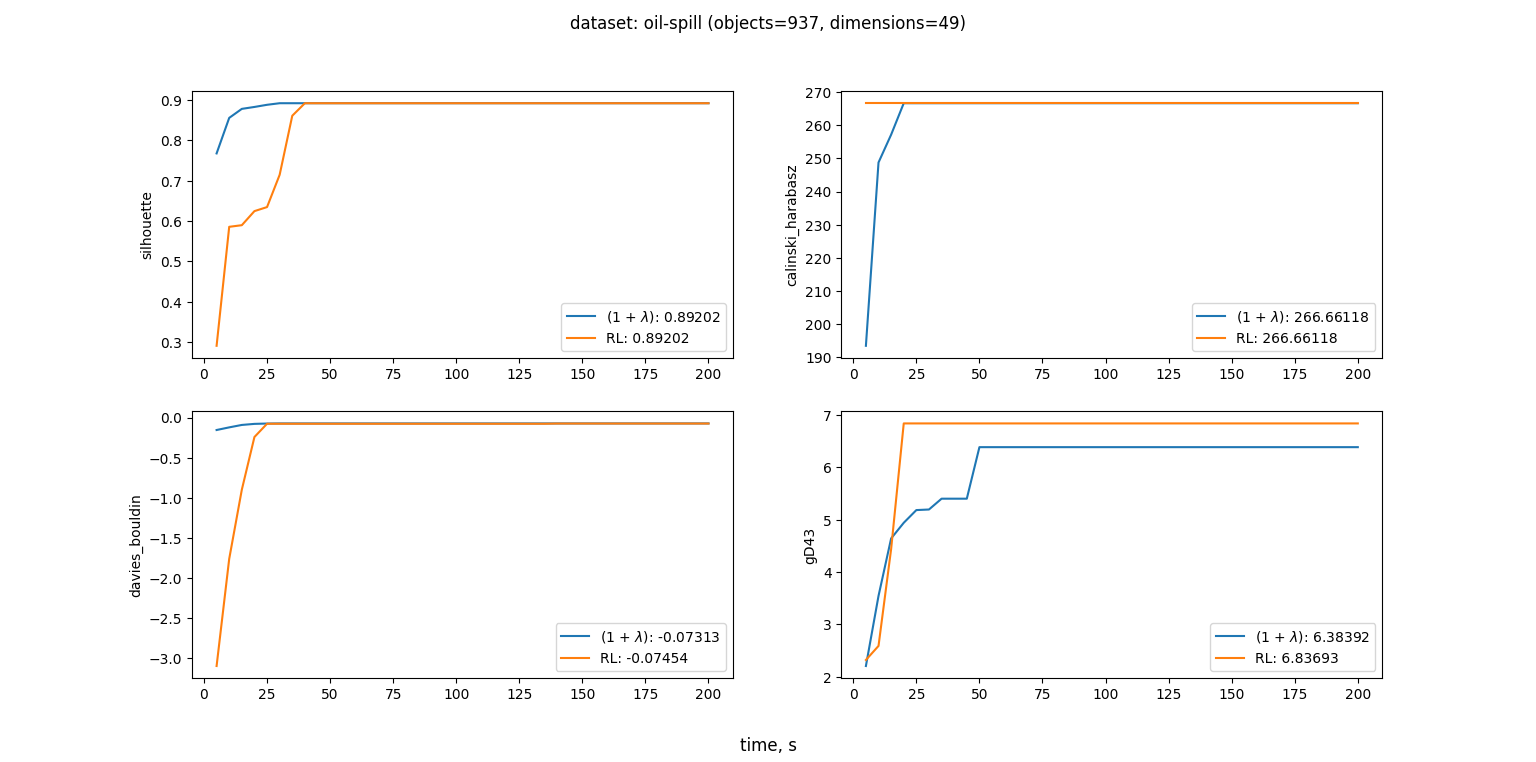 dataset: oil-spill (objects=937, dimensions=49)
silhouette
0.9
0.8
0.7
0.6
0.5
0.4
0.3
0 25 50 75 100 125 150 175 200
(1 + λ): 0.89202
RL: 0.89202
calinski_harabasz
270
260
250
240
230
220
210
200
190
0 25 50 75 100 125 150 175 200
(1 + λ): 266.66118
RL: 266.66118
davies_bouldin
0.0
−0.5
−1.0
−1.5
−2.0
−2.5
−3.0
0 25 50 75 100 125 150 175 200
(1 + λ): -0.07313
RL: -0.07454
gD43
7
6
5
4
3
2
0 25 50 75 100 125 150 175 200
(1 + λ): 6.38392
RL: 6.83693
time, s